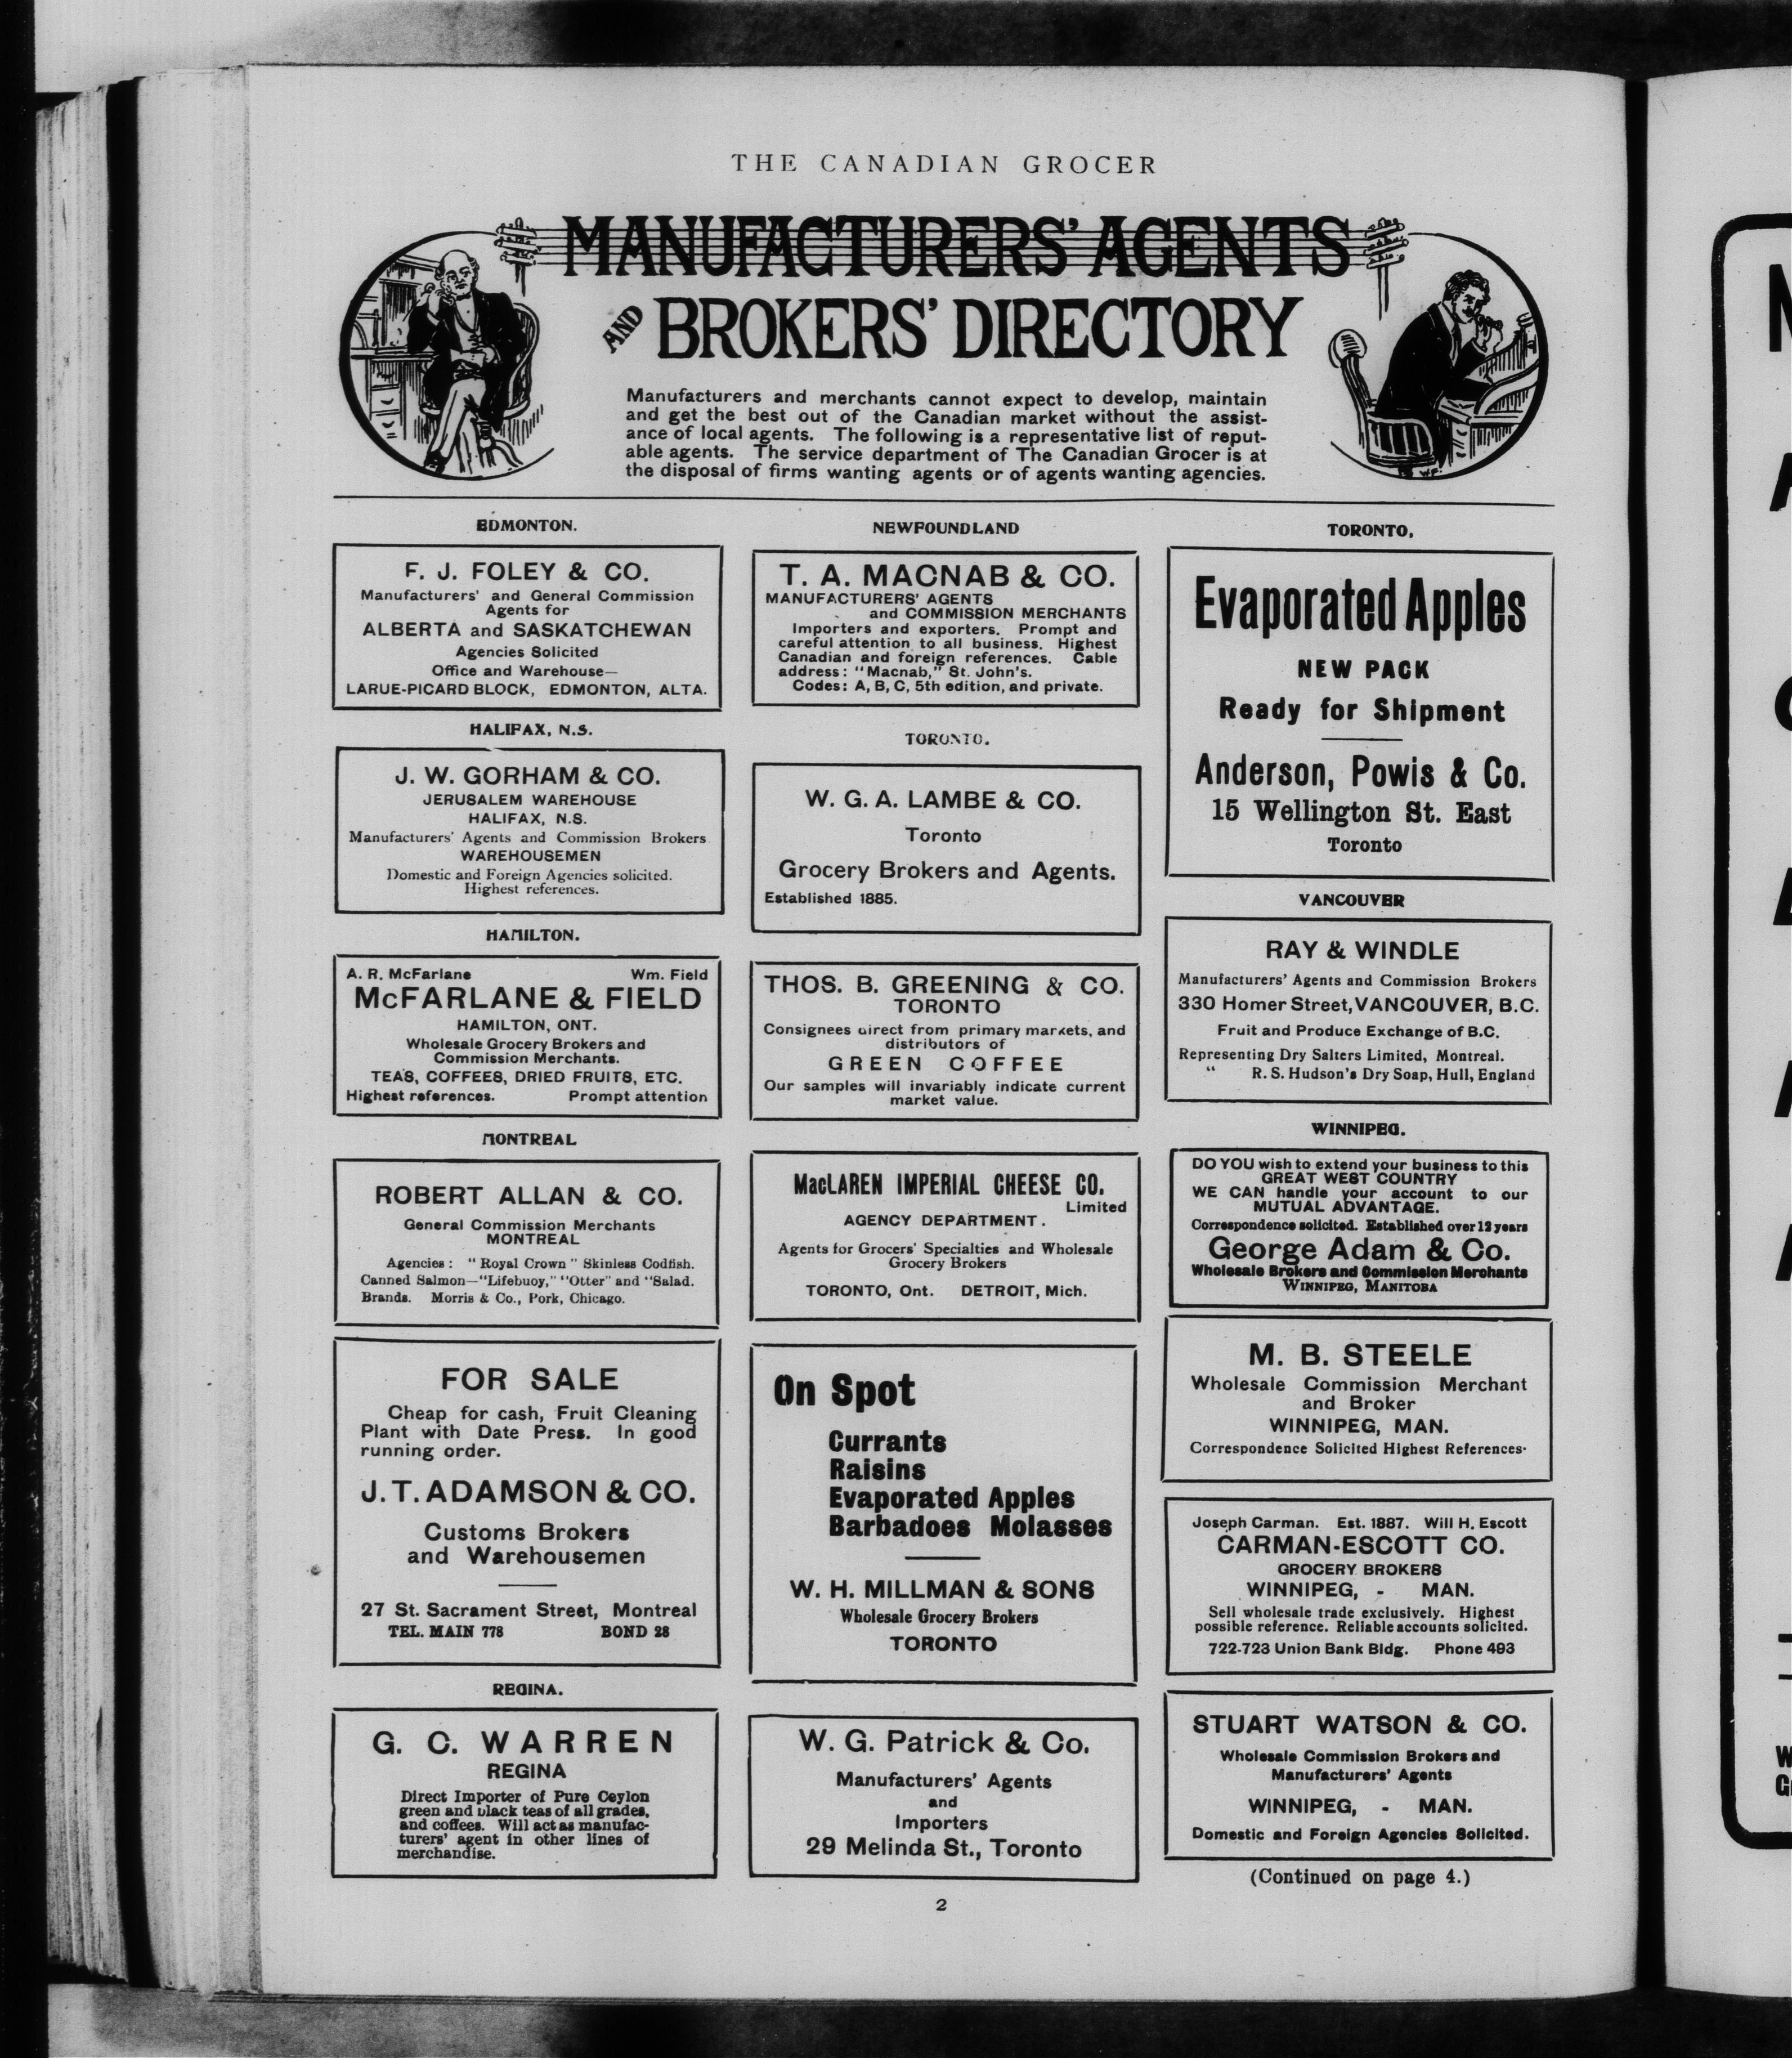 THE CANADIAN GROCER
MANUFACTURERS' AGENTS
AND BROKERS' DIRECTORY
Manufacturers and merchants cannot expect to develop, maintain
and get the best out of the Canadian market without the assist-
ance of local agents. The following is a representative list of reput-
able agents. The service department of The Canadian Grocer is at
the disposal of firms wanting agents or of agents wanting agencies.
EDMONTON.
F. J. FOLEY & CO.
Manufacturers' and General Commission
Agents for
ALBERTA and SASKATCHEWAN
Agencies Solicited
Office and Warehouse—
LARUE-PICARD BLOCK, EDMONTON, ALTA.
HALIFAX, N.S.
J. W. GORHAM & CO.
JERUSALEM WAREHOUSE
HALIFAX, N.S.
Manufacturers' Agents and Commission Brokers
WAREHOUSEMEN
Domestic and Foreign Agencies solicited.
Highest references.
HAMILTON.
A. R. McFarlane Wm. Field
McFARLANE & FIELD
HAMILTON, ONT.
Wholesale Grocery Brokers and
Commission Merchants.
TEAS, COFFEES, DRIED FRUITS, ETC.
Highest references. Prompt attention
MONTREAL
ROBERT ALLAN & CO.
General Commission Merchants
MONTREAL
Agencies: "Royal Crown" Skinless Codfish.
Canned Salmon—"Lifebuoy," "Otter" and "Salad.
Brands. Morris & Co., Pork, Chicago.
FOR SALE
Cheap for cash, Fruit Cleaning
Plant with Date Press. In good
running order.
J. T. ADAMSON & CO.
Customs Brokers
and Warehousemen
27 St. Sacrament Street, Montreal
TEL. MAIN 778 BOND 28
REGINA.
G. C. WARREN
REGINA
Direct Importer of Pure Ceylon
green and black teas of all grades,
and coffees. Will act as manufac-
turers' agent in other lines of
merchandise.
NEWFOUNDLAND
T. A. MACNAB & CO.
MANUFACTURERS' AGENTS
and COMMISSION MERCHANTS
Importers and exporters. Prompt and
careful attention to all business. Highest
Canadian and foreign references. Cable
address: "Macnab," St. John's.
Codes: A, B, C, 5th edition, and private.
TORONTO.
W. G. A. LAMBE & CO.
Toronto
Grocery Brokers and Agents.
Established 1885.
THOS. B. GREENING & CO.
TORONTO
Consignees direct from primary markets, and
distributors of
GREEN COFFEE
Our samples will invariably indicate current
market value.
MacLAREN IMPERIAL CHEESE CO.
Limited
AGENCY DEPARTMENT.
Agents for Grocers' Specialties and Wholesale
Grocery Brokers
TORONTO, Ont. DETROIT, Mich.
On Spot
Currants
Raisins
Evaporated Apples
Barbadoes Molasses
W. H. MILLMAN & SONS
Wholesale Grocery Brokers
TORONTO
W. G. Patrick & Co.
Manufacturers' Agents
and
Importers
29 Melinda St., Toronto
TORONTO.
Evaporated Apples
NEW PACK
Ready for Shipment
Anderson, Powis & Co.
15 Wellington St. East
Toronto
VANCOUVER
RAY & WINDLE
Manufacturers' Agents and Commission Brokers
330 Homer Street, VANCOUVER, B.C.
Fruit and Produce Exchange of B.C.
Representing Dry Salters Limited, Montreal.
" R. S. Hudson's Dry Soap, Hull, England
WINNIPEG.
DO YOU wish to extend your business to this
GREAT WEST COUNTRY
WE CAN handle your account to our
MUTUAL ADVANTAGE.
Correspondence solicited. Established over 12 years
George Adam & Co.
Wholesale Brokers and Commission Merchants
WINNIPEG, MANITOBA
M. B. STEELE
Wholesale Commission Merchant
and Broker
WINNIPEG, MAN.
Correspondence Solicited Highest References.
Joseph Carman. Est. 1887. Will H. Escott
CARMAN-ESCOTT CO.
GROCERY BROKERS
WINNIPEG, - MAN.
Sell wholesale trade exclusively. Highest
possible reference. Reliable accounts solicited.
722-723 Union Bank Bldg. Phone 493
STUART WATSON & CO.
Wholesale Commission Brokers and
Manufacturers' Agents
WINNIPEG, - MAN.
Domestic and Foreign Agencies Solicited.
(Continued on page 4.)
2